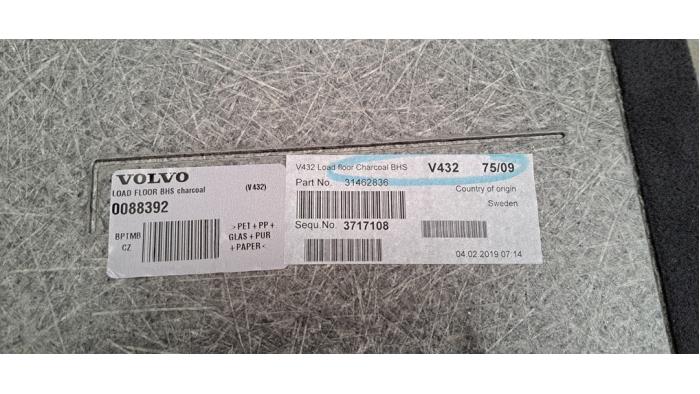 VOLVO
LOAD FLOOR BHS charcoal (V432)
0088392
BPTMB
CZ
>PET+PP+
GLAS+PUR
+PAPER<
V432 Load floor Charcoal BHS V432 75/09
Part No. 31462836
Country of origin
Sweden
Sequ.No. 3717108
04.02.2019 07:14